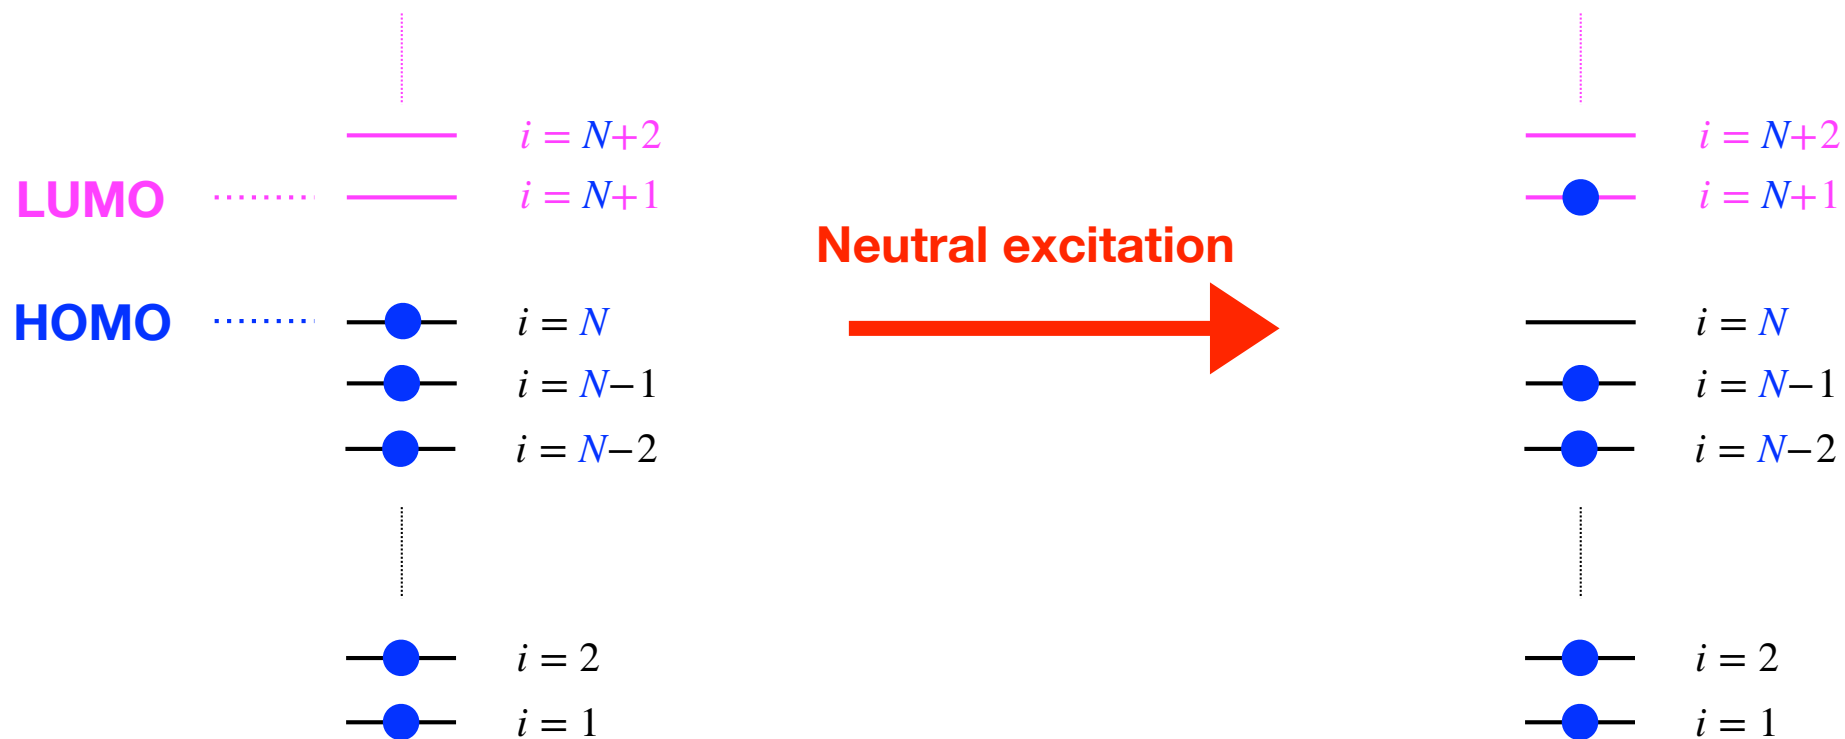 i = N+2
i = N+2
LUMO
i = N+1
i = N+1
Neutral excitation
HOMO
i = N
i = N
i = N−1
i = N−1
i = N−2
i = N−2
i = 2
i = 2
i = 1
i = 1